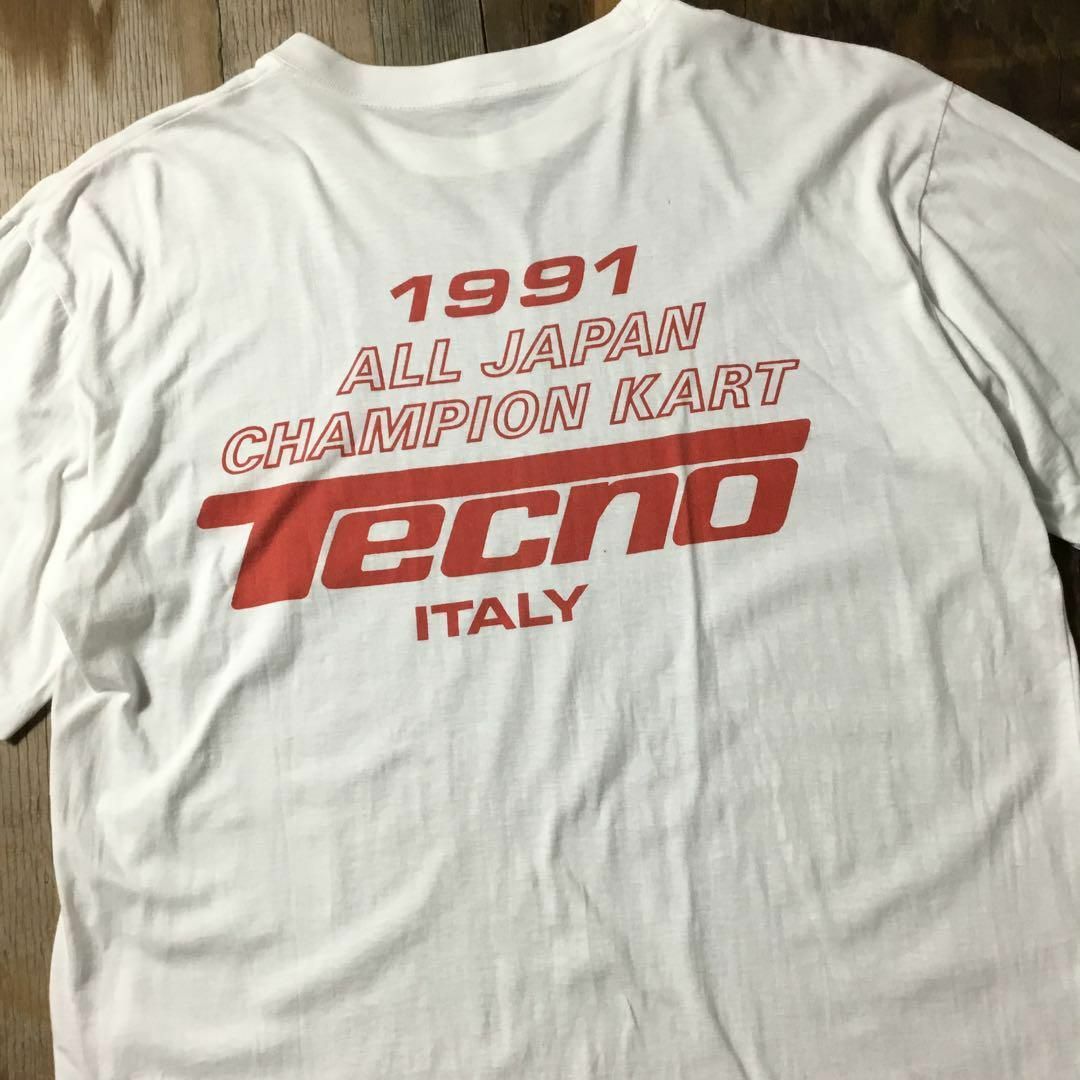 1991
ALL JAPAN
CHAMPION KART
Tecno
ITALY